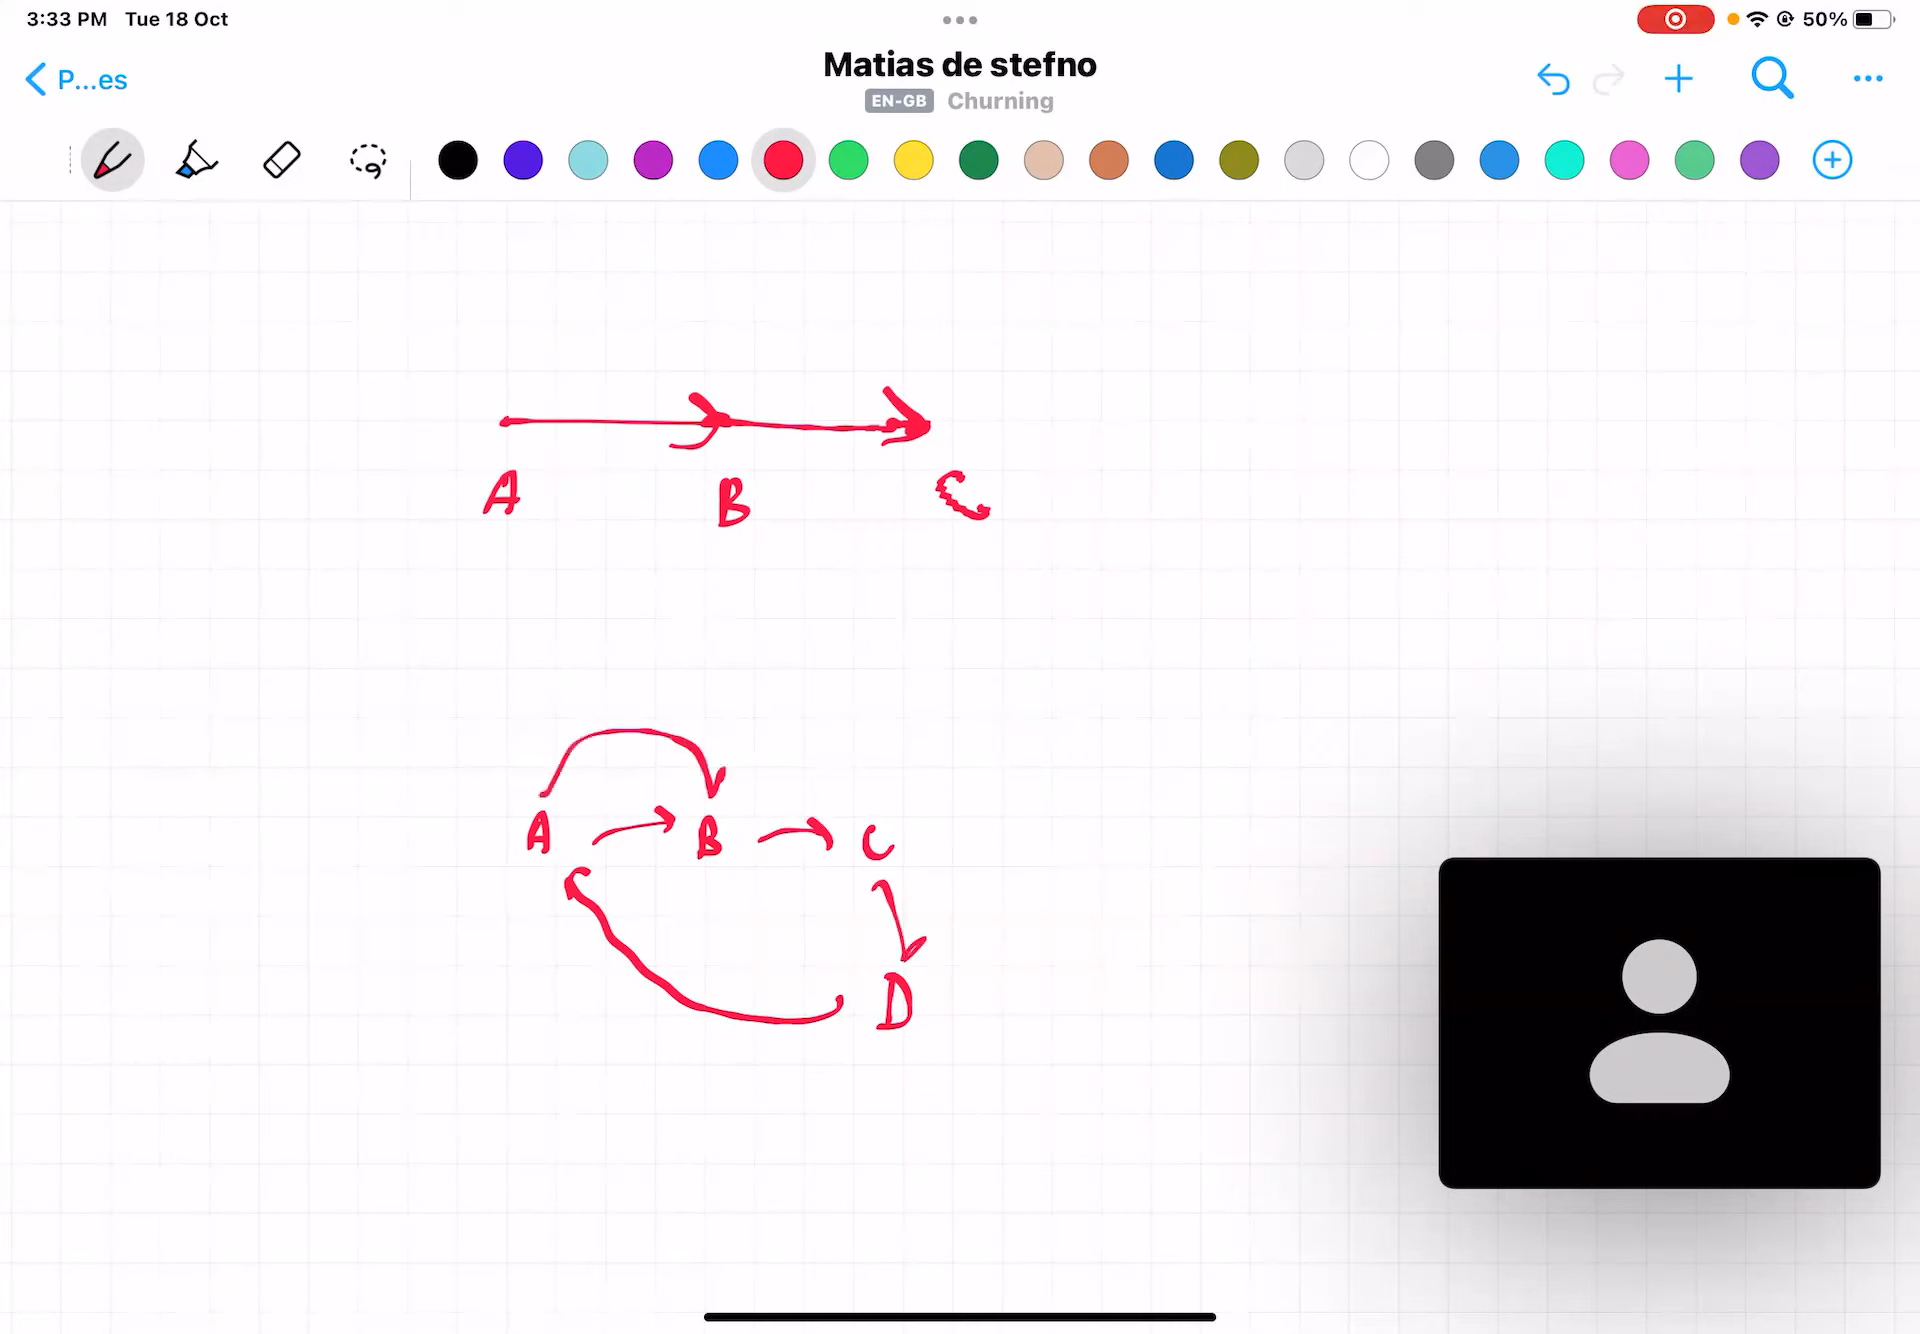 3:33 PM Tue 18 Oct
50%
P...es
Matias de stefno
EN-GB Churning
A B C
A B C
D